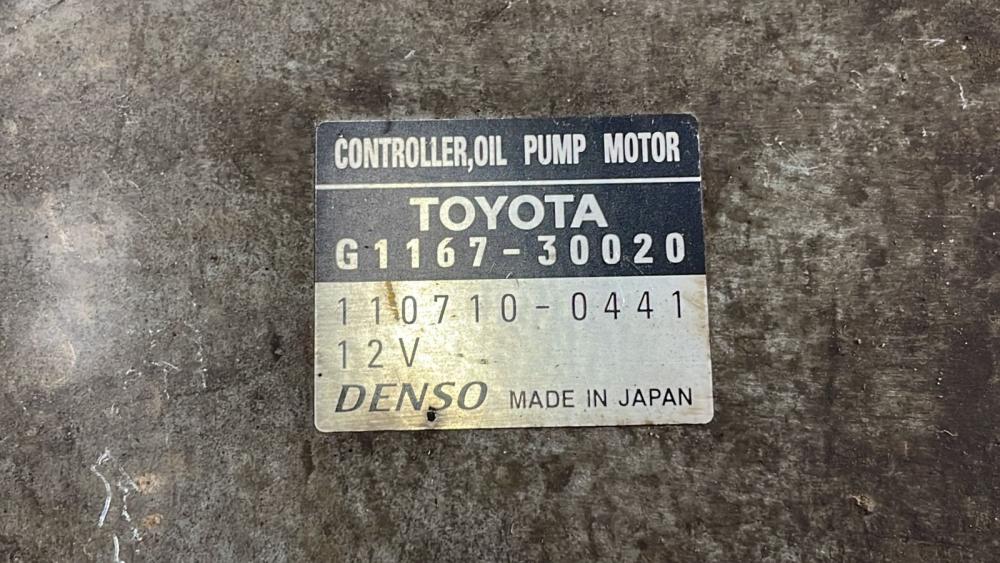 CONTROLLER,OIL PUMP MOTOR
TOYOTA
G1167-30020
110710-0441
12V
DENSO MADE IN JAPAN